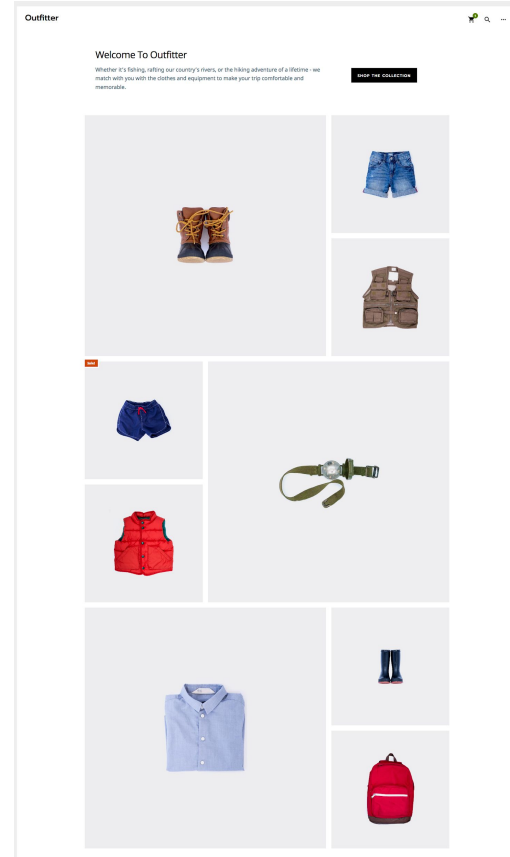 Outfitter
Welcome To Outfitter
Whether it's fishing, rafting our country's rivers, or the hiking adventure of a lifetime - we
match with you with the clothes and equipment to make your trip comfortable and
memorable.
SHOP THE COLLECTION
Sale!